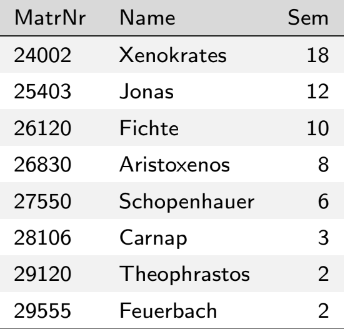 MatrNr Name Sem
24002 Xenokrates 18
25403 Jonas 12
26120 Fichte 10
26830 Aristoxenos 8
27550 Schopenhauer 6
28106 Carnap 3
29120 Theophrastos 2
29555 Feuerbach 2